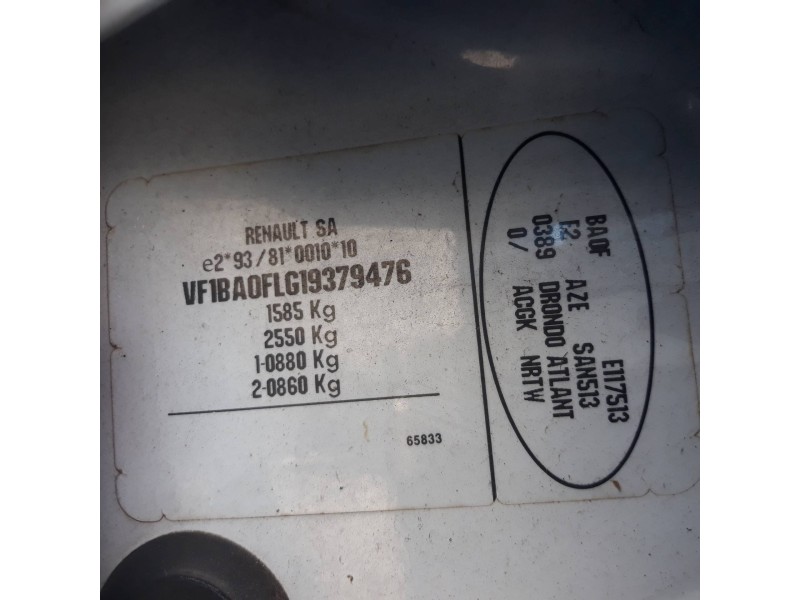 RENAULT SA
e2*93/81*0010*10
VF1BA0FLG19379476
1585 Kg
2550 Kg
1-0880 Kg
2-0860 Kg
65833
BA0F E117513
E2 AZE SAN513
0389 DRONDO ATLANT
0/ ACGK NRTW